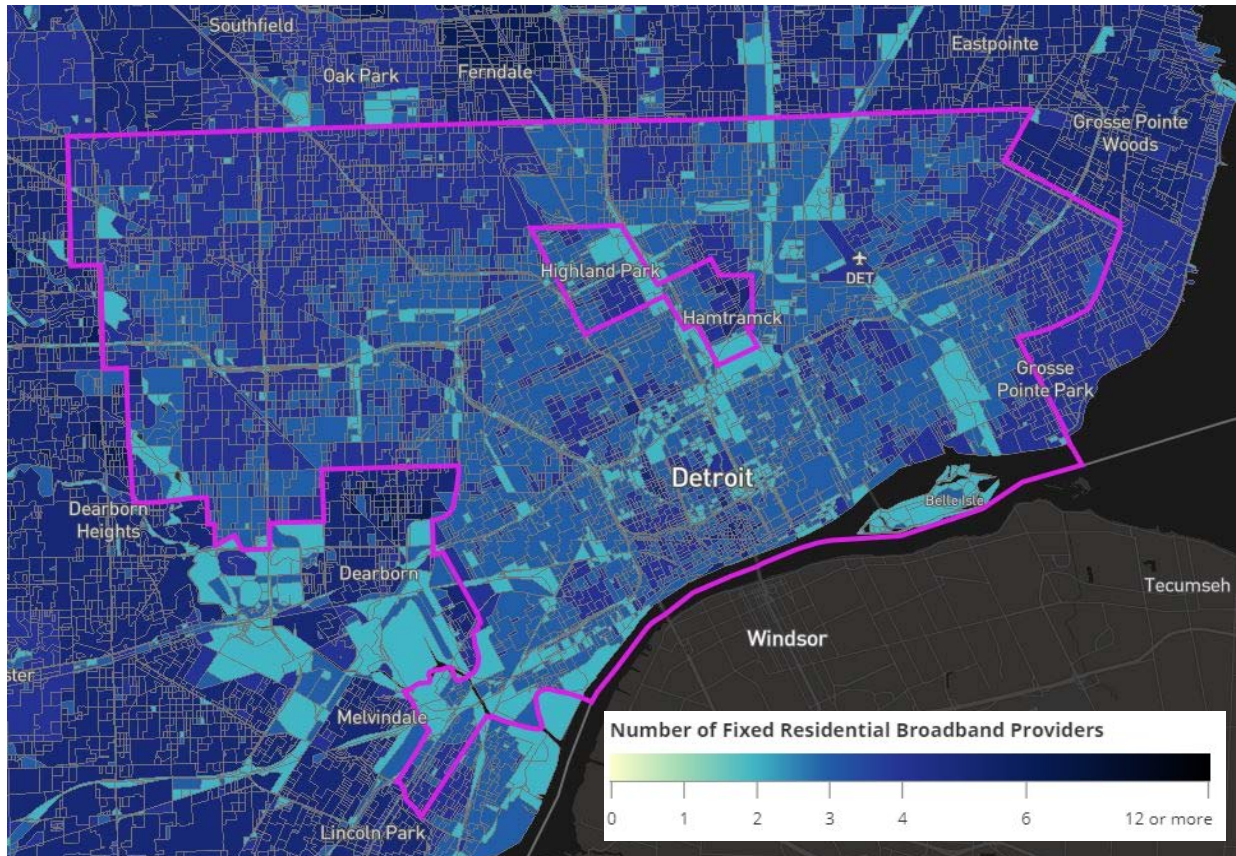 Southfield
Eastpointe
Oak Park
Ferndale
Grosse Pointe
Woods
Highland Park
DET
Hamtramck
Grosse
Pointe Park
Detroit
Belle Isle
Dearborn
Heights
Dearborn
Tecumseh
Windsor
ster
Melvindale
Lincoln Park
Number of Fixed Residential Broadband Providers
0 1 2 3 4 6 12 or more